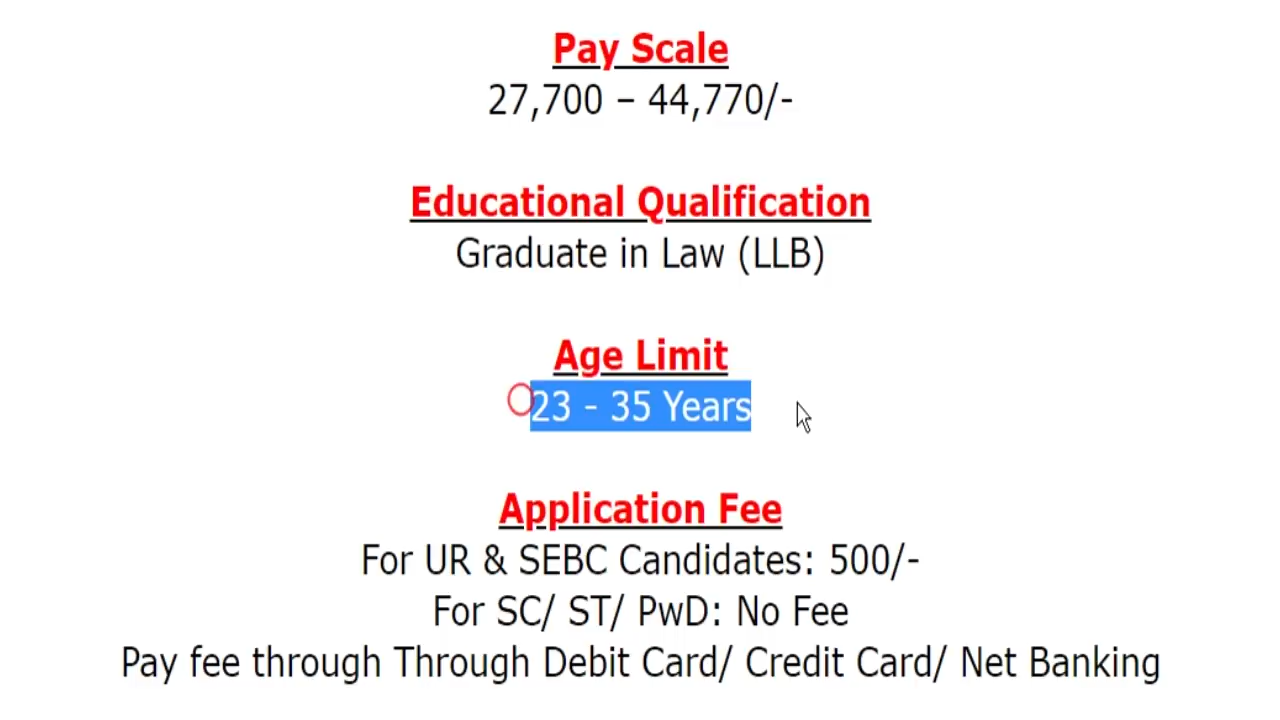 Pay Scale
27,700 – 44,770/-
Educational Qualification
Graduate in Law (LLB)
Age Limit
23 - 35 Years
Application Fee
For UR & SEBC Candidates: 500/-
For SC/ ST/ PwD: No Fee
Pay fee through Through Debit Card/ Credit Card/ Net Banking